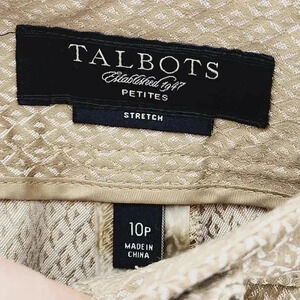 TALBOTS
Established 1947
PETITES
STRETCH
10P
MADE IN
CHINA